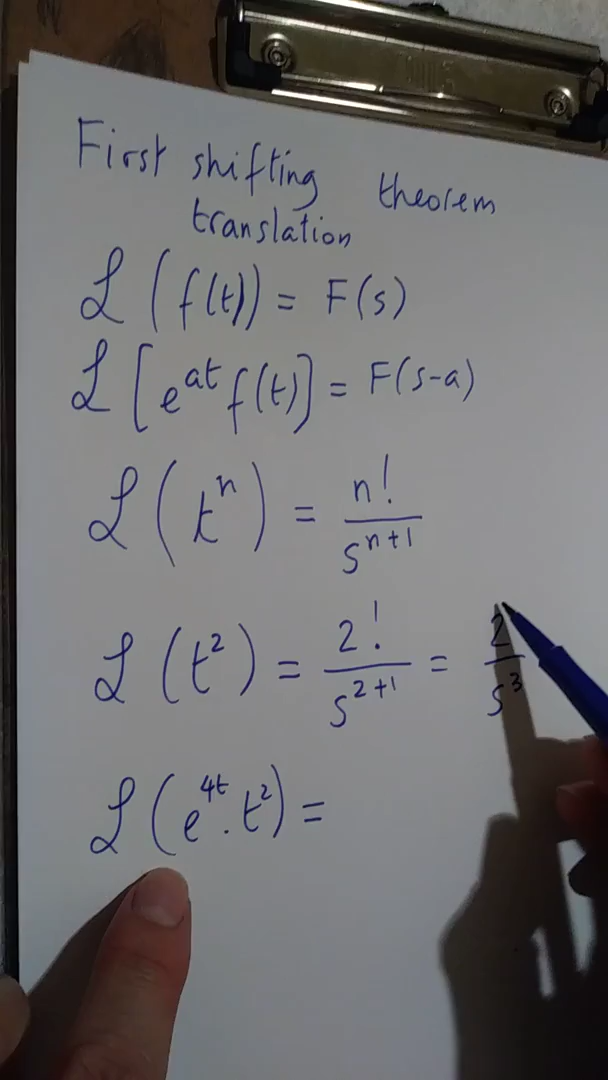 First shifting theorem
translation
ℒ (f(t)) = F(s)
ℒ [e^{at} f(t)] = F(s-a)
ℒ (t^n) = n! / s^{n+1}
ℒ (t^2) = 2! / s^{2+1} = 2 / s^3
ℒ (e^{4t} . t^2) =